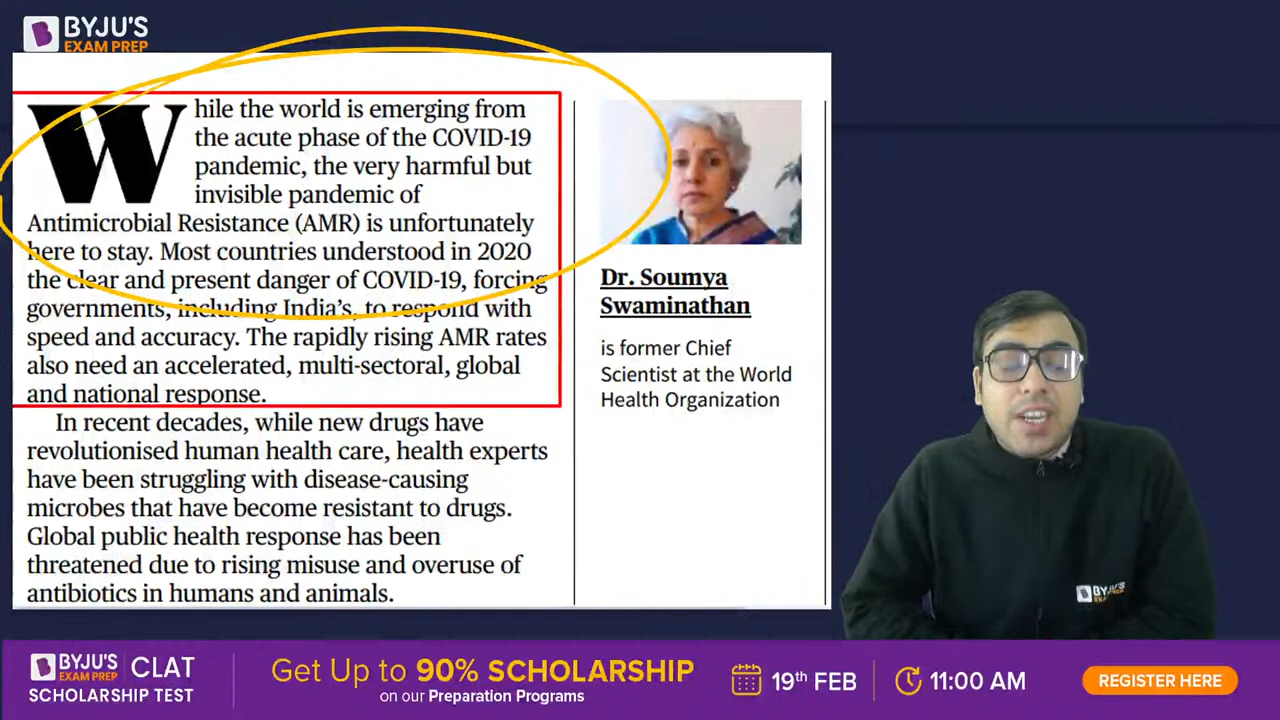 BYJU'S
EXAM PREP
While the world is emerging from
the acute phase of the COVID-19
pandemic, the very harmful but
invisible pandemic of
Antimicrobial Resistance (AMR) is unfortunately
here to stay. Most countries understood in 2020
the clear and present danger of COVID-19, forcing
governments, including India's, to respond with
speed and accuracy. The rapidly rising AMR rates
also need an accelerated, multi-sectoral, global
and national response.
In recent decades, while new drugs have
revolutionised human health care, health experts
have been struggling with disease-causing
microbes that have become resistant to drugs.
Global public health response has been
threatened due to rising misuse and overuse of
antibiotics in humans and animals.
Dr. Soumya
Swaminathan
is former Chief
Scientist at the World
Health Organization
BYJU'S
EXAM PREP
BYJU'S
EXAM PREP
CLAT
SCHOLARSHIP TEST
Get Up to 90% SCHOLARSHIP
on our Preparation Programs
19th FEB
11:00 AM
REGISTER HERE